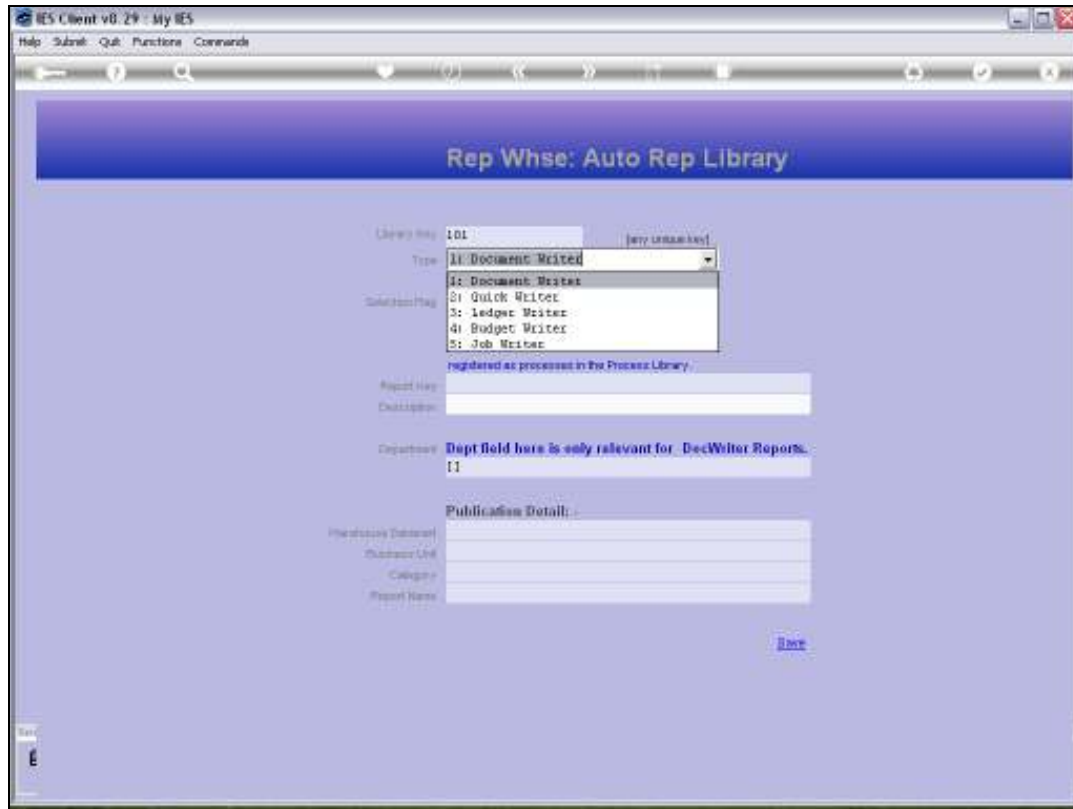 IES Client v8.29 : My IES
Help Submit Quit Functions Commands
Rep Whse: Auto Rep Library
Library Key 101 [any unique key]
Type 1: Document Writer
1: Document Writer
2: Quick Writer
Selection Flag
3: Ledger Writer
4: Budget Writer
5: Job Writer
registered as processes in the Process Library.
Report Key
Description
Department Dept field here is only relevant for DocWriter Reports.
[]
Publication Detail: -
Warehouse Dataset
Business Unit
Category
Report Name
Save